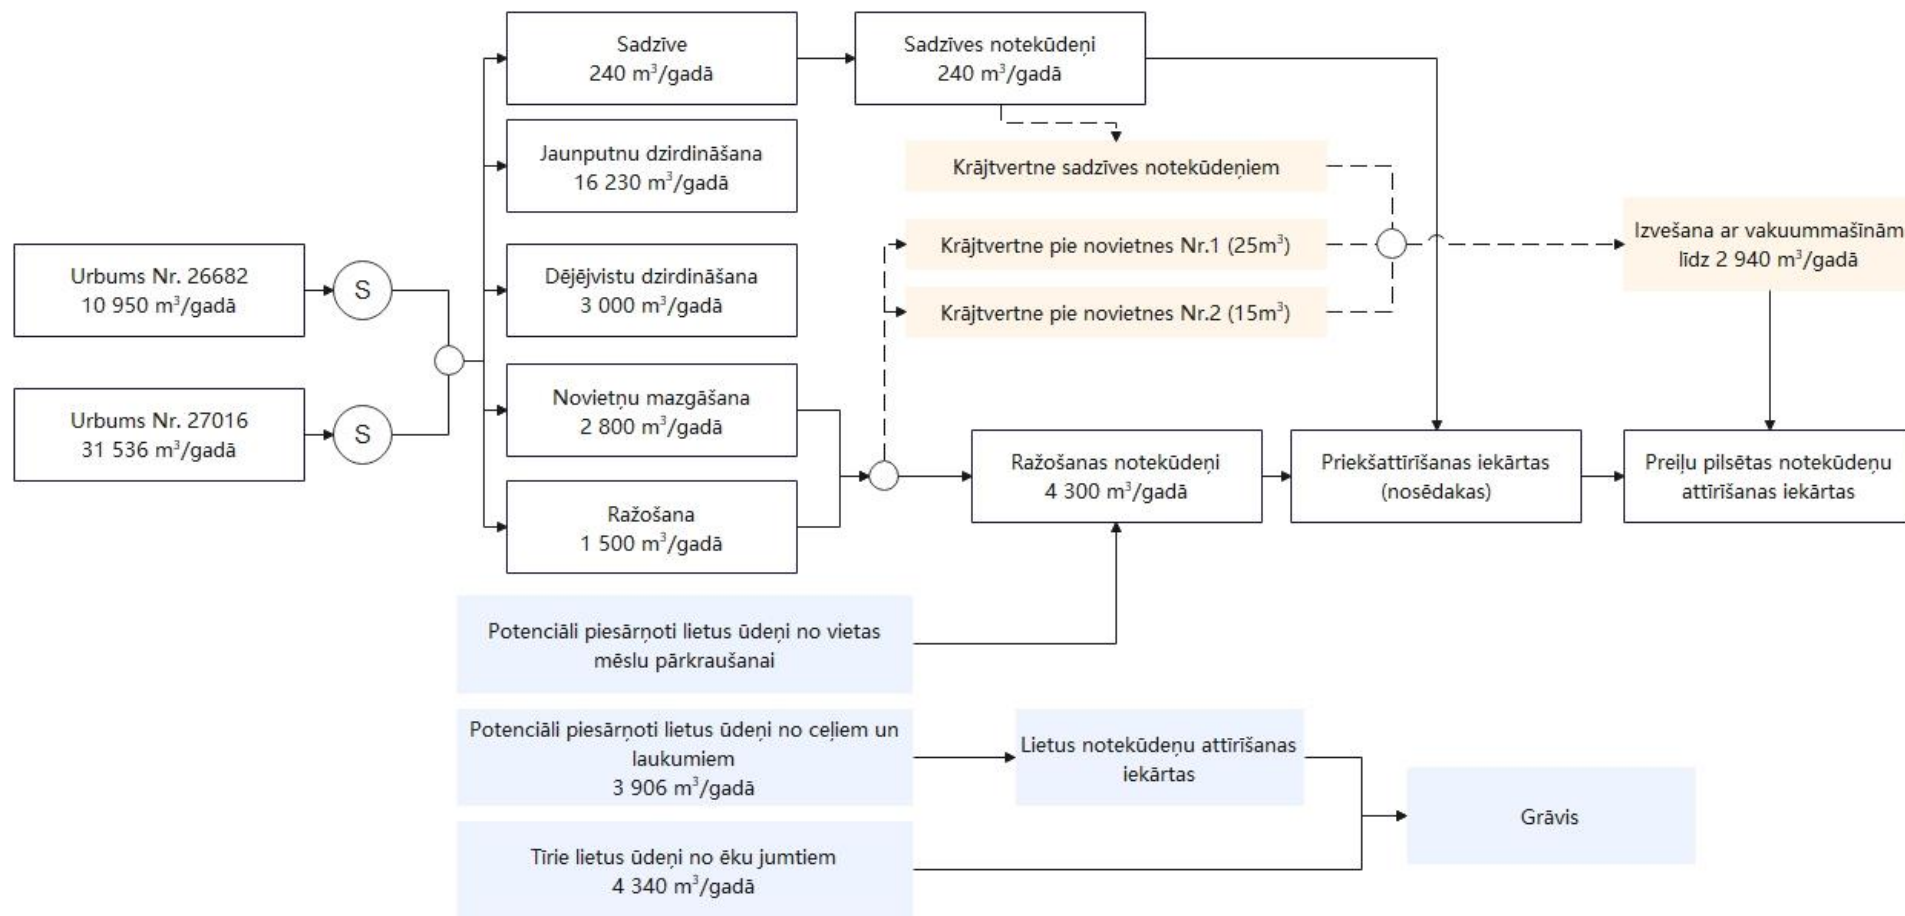 Sadzīve
240 m³/gadā
Sadzīves notekūdeņi
240 m³/gadā
Jaunputnu dzirdināšana
16 230 m³/gadā
Krājtvertne sadzīves notekūdeņiem
Urbums Nr. 26682
10 950 m³/gadā
S
Dējējvistu dzirdināšana
3 000 m³/gadā
Krājtvertne pie novietnes Nr.1 (25m³)
Krājtvertne pie novietnes Nr.2 (15m³)
Izvešana ar vakuummašīnām
līdz 2 940 m³/gadā
Urbums Nr. 27016
31 536 m³/gadā
S
Novietņu mazgāšana
2 800 m³/gadā
Ražošana
1 500 m³/gadā
Ražošanas notekūdeņi
4 300 m³/gadā
Priekšattīrīšanas iekārtas
(nosēdakas)
Preiļu pilsētas notekūdeņu
attīrīšanas iekārtas
Potenciāli piesārņoti lietus ūdeņi no vietas
mēslu pārkraušanai
Potenciāli piesārņoti lietus ūdeņi no ceļiem un
laukumiem
3 906 m³/gadā
Lietus notekūdeņu attīrīšanas
iekārtas
Tīrie lietus ūdeņi no ēku jumtiem
4 340 m³/gadā
Grāvis